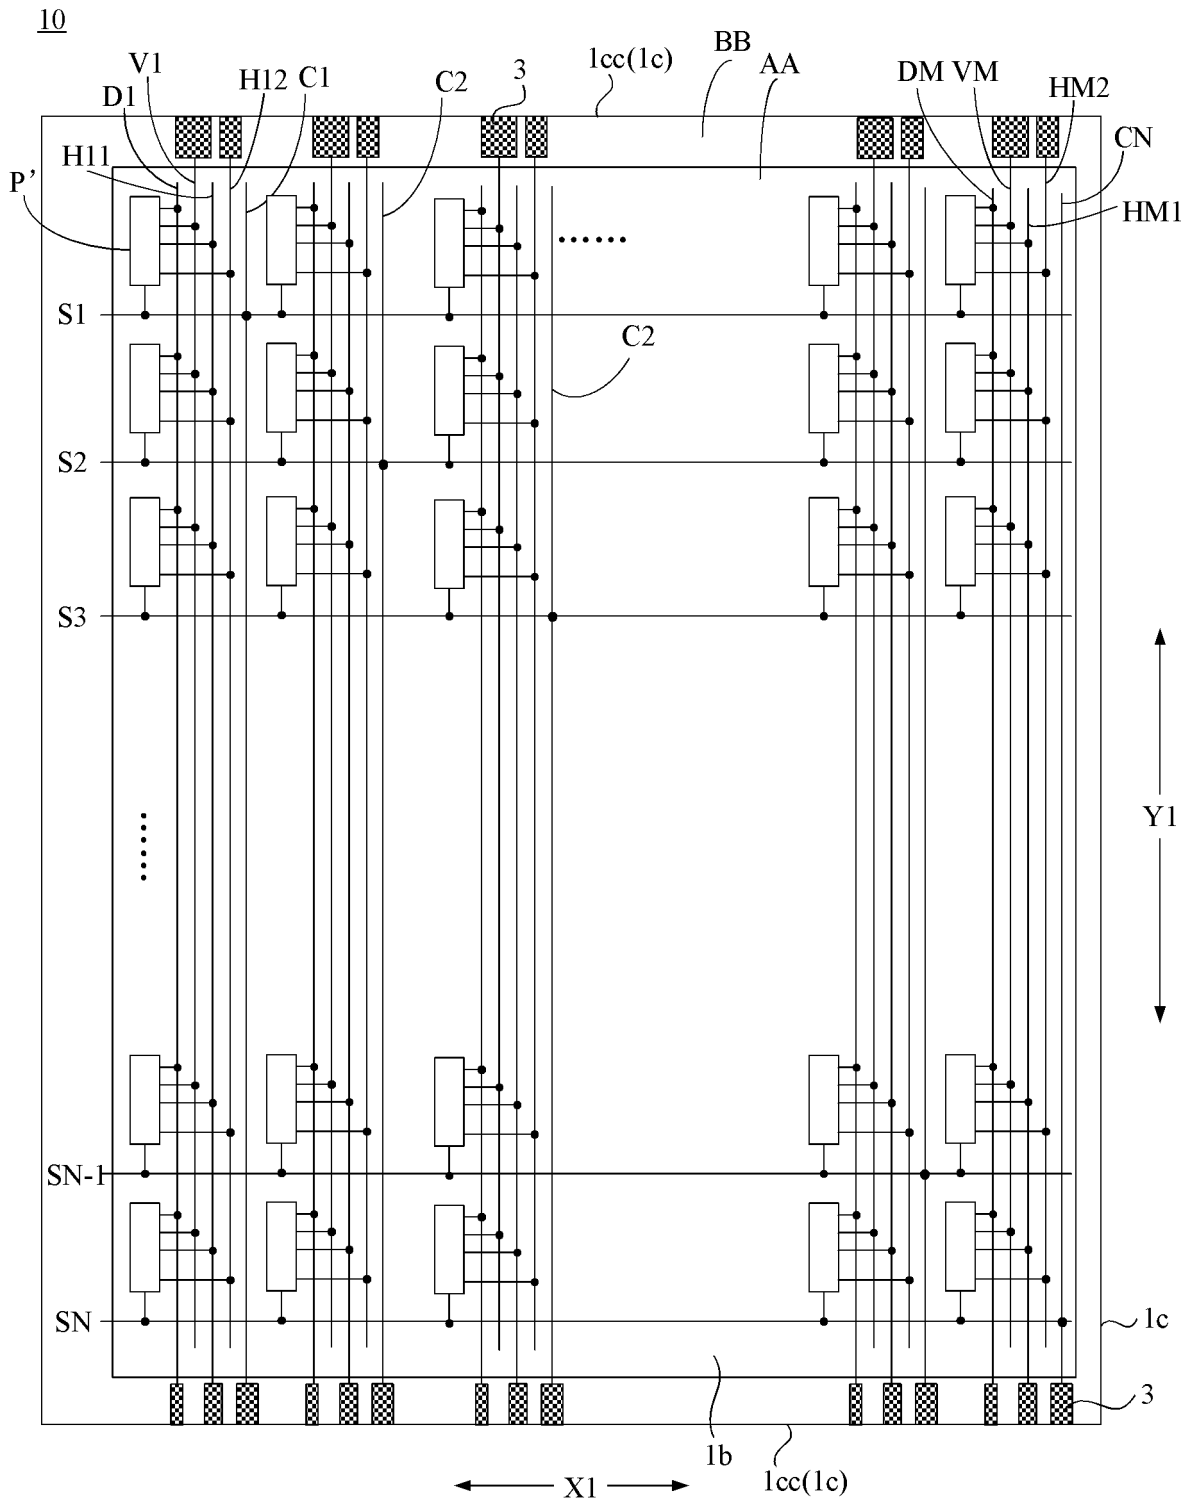 10
BB
1cc(1c)
V1
3
AA
D1
H12
C1
C2
DM
VM
HM2
H11
CN
P’
HM1
S1
C2
S2
S3
Y1
SN-1
SN
1c
3
1b
X1
1cc(1c)